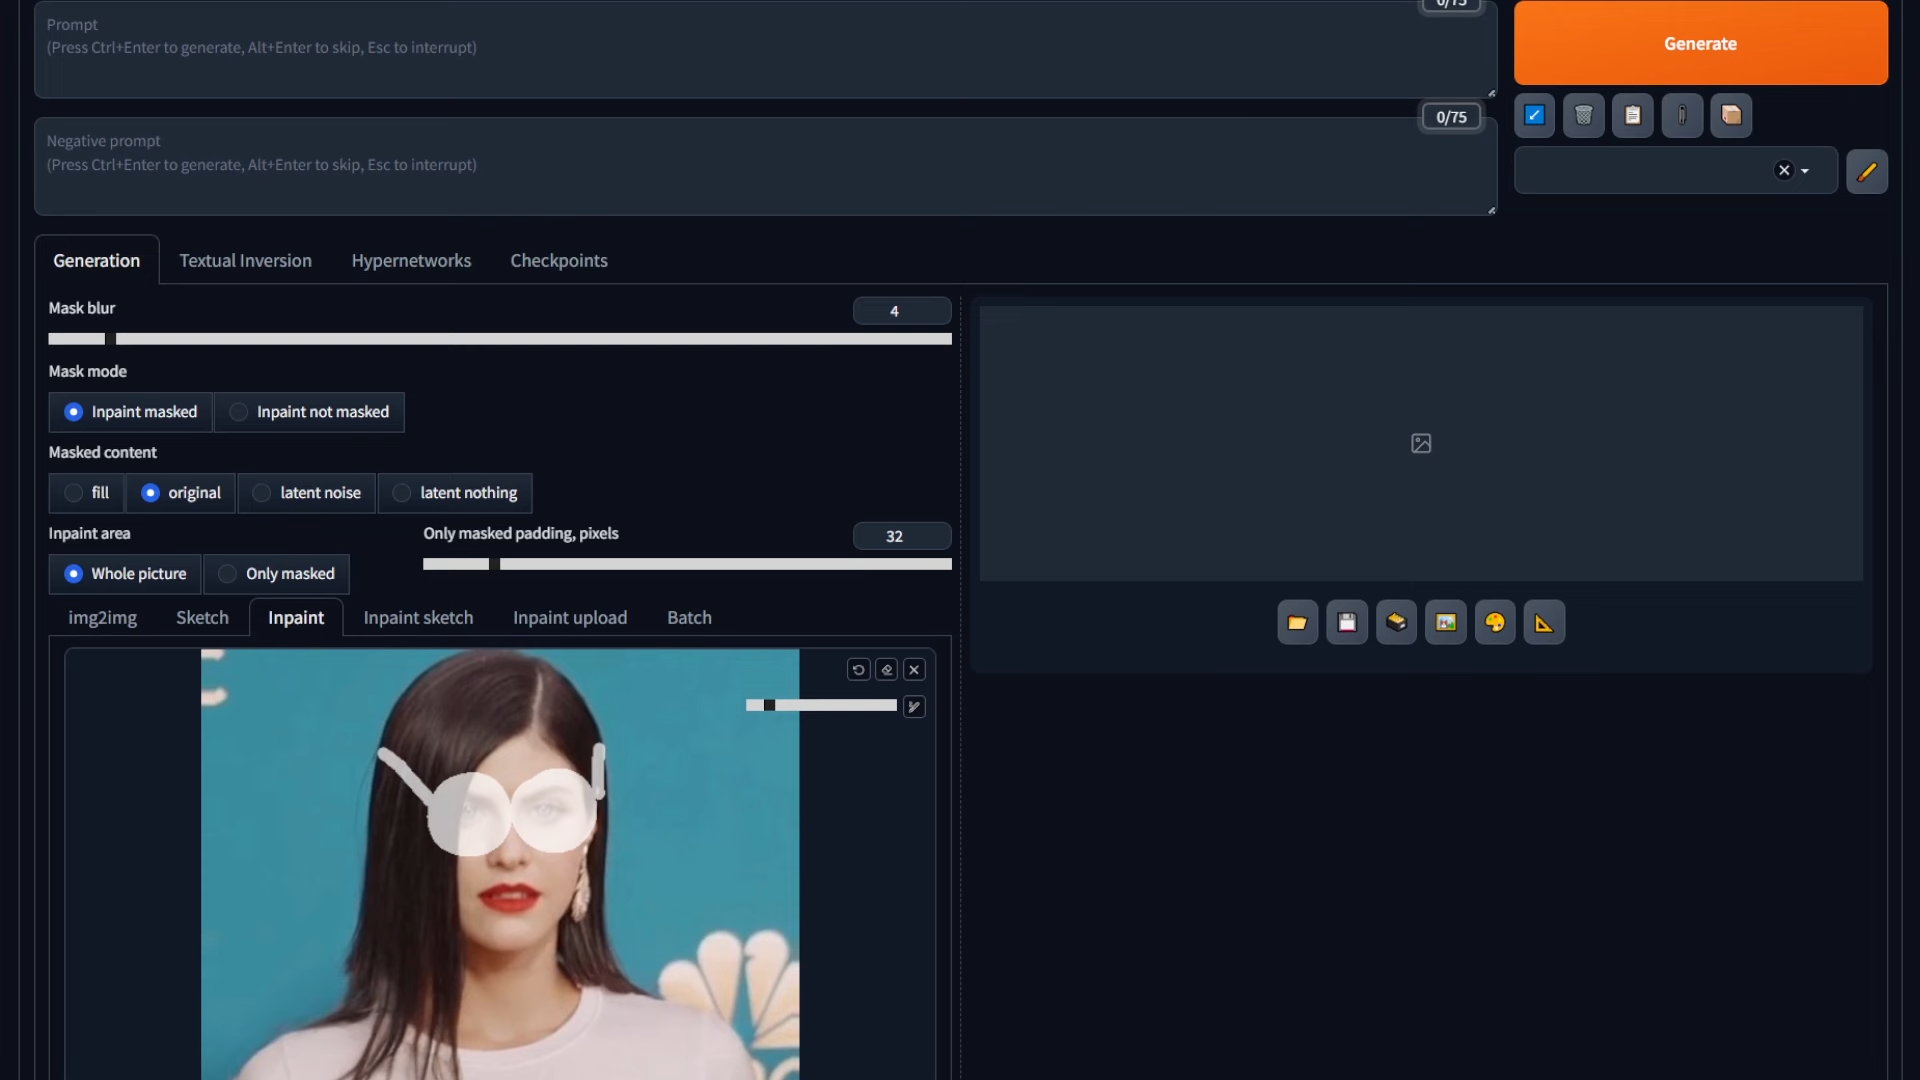 0/75
Prompt
(Press Ctrl+Enter to generate, Alt+Enter to skip, Esc to interrupt)
Generate
0/75
Negative prompt
(Press Ctrl+Enter to generate, Alt+Enter to skip, Esc to interrupt)
Generation Textual Inversion Hypernetworks Checkpoints
Mask blur 4
Mask mode
Inpaint masked Inpaint not masked
Masked content
fill original latent noise latent nothing
Inpaint area Only masked padding, pixels 32
Whole picture Only masked
img2img Sketch Inpaint Inpaint sketch Inpaint upload Batch